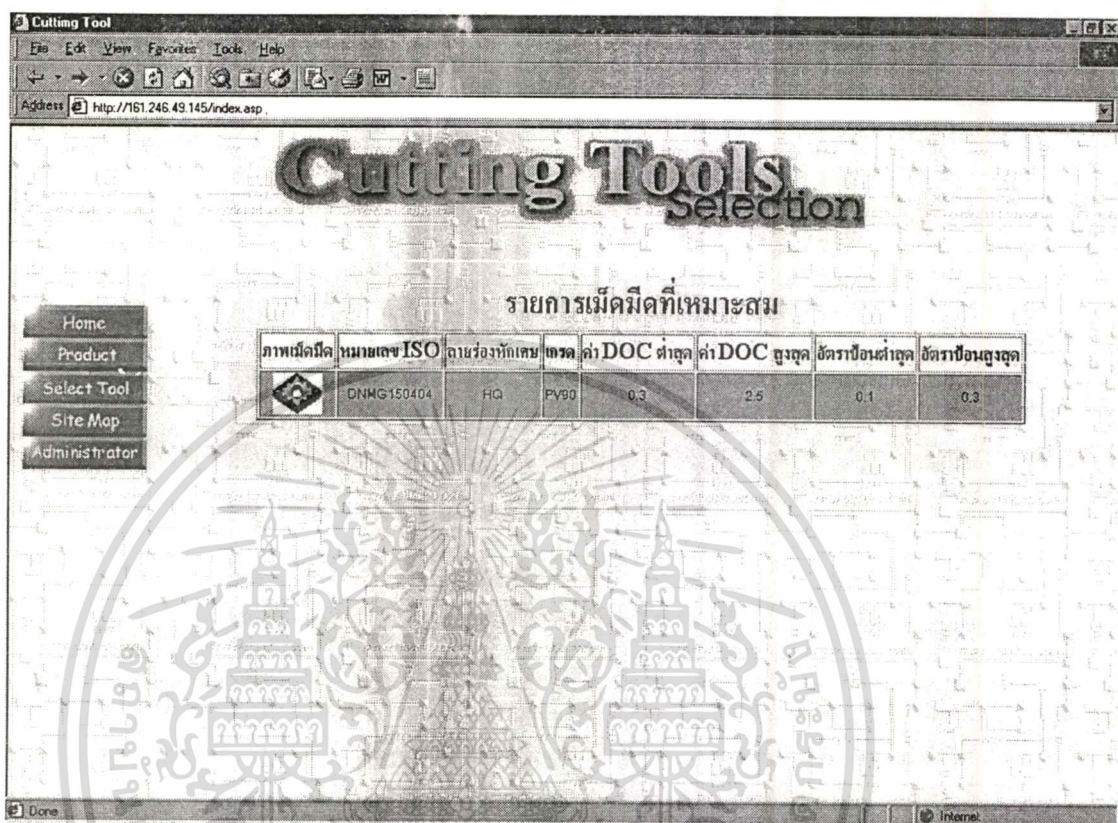 Cutting Tool
File Edit View Favorites Tools Help
Address http://161.246.49.145/index.asp
Cutting Tools
Selection
รายการเม็ดมีดที่เหมาะสม
Home
Product
Select Tool
Site Map
Administrator
ภาพเม็ดมีด หมายเลข ISO ลายร่องหักเศษ เกรด ค่า DOC ต่ำสุด ค่า DOC สูงสุด อัตราป้อนต่ำสุด อัตราป้อนสูงสุด
DNMG150404 HQ PV90 0.3 2.5 0.1 0.3
Done Internet